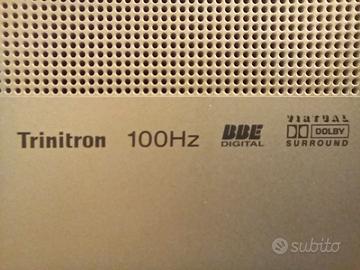 Trinitron 100Hz BBE DIGITAL VIRTUAL DOLBY SURROUND
subito